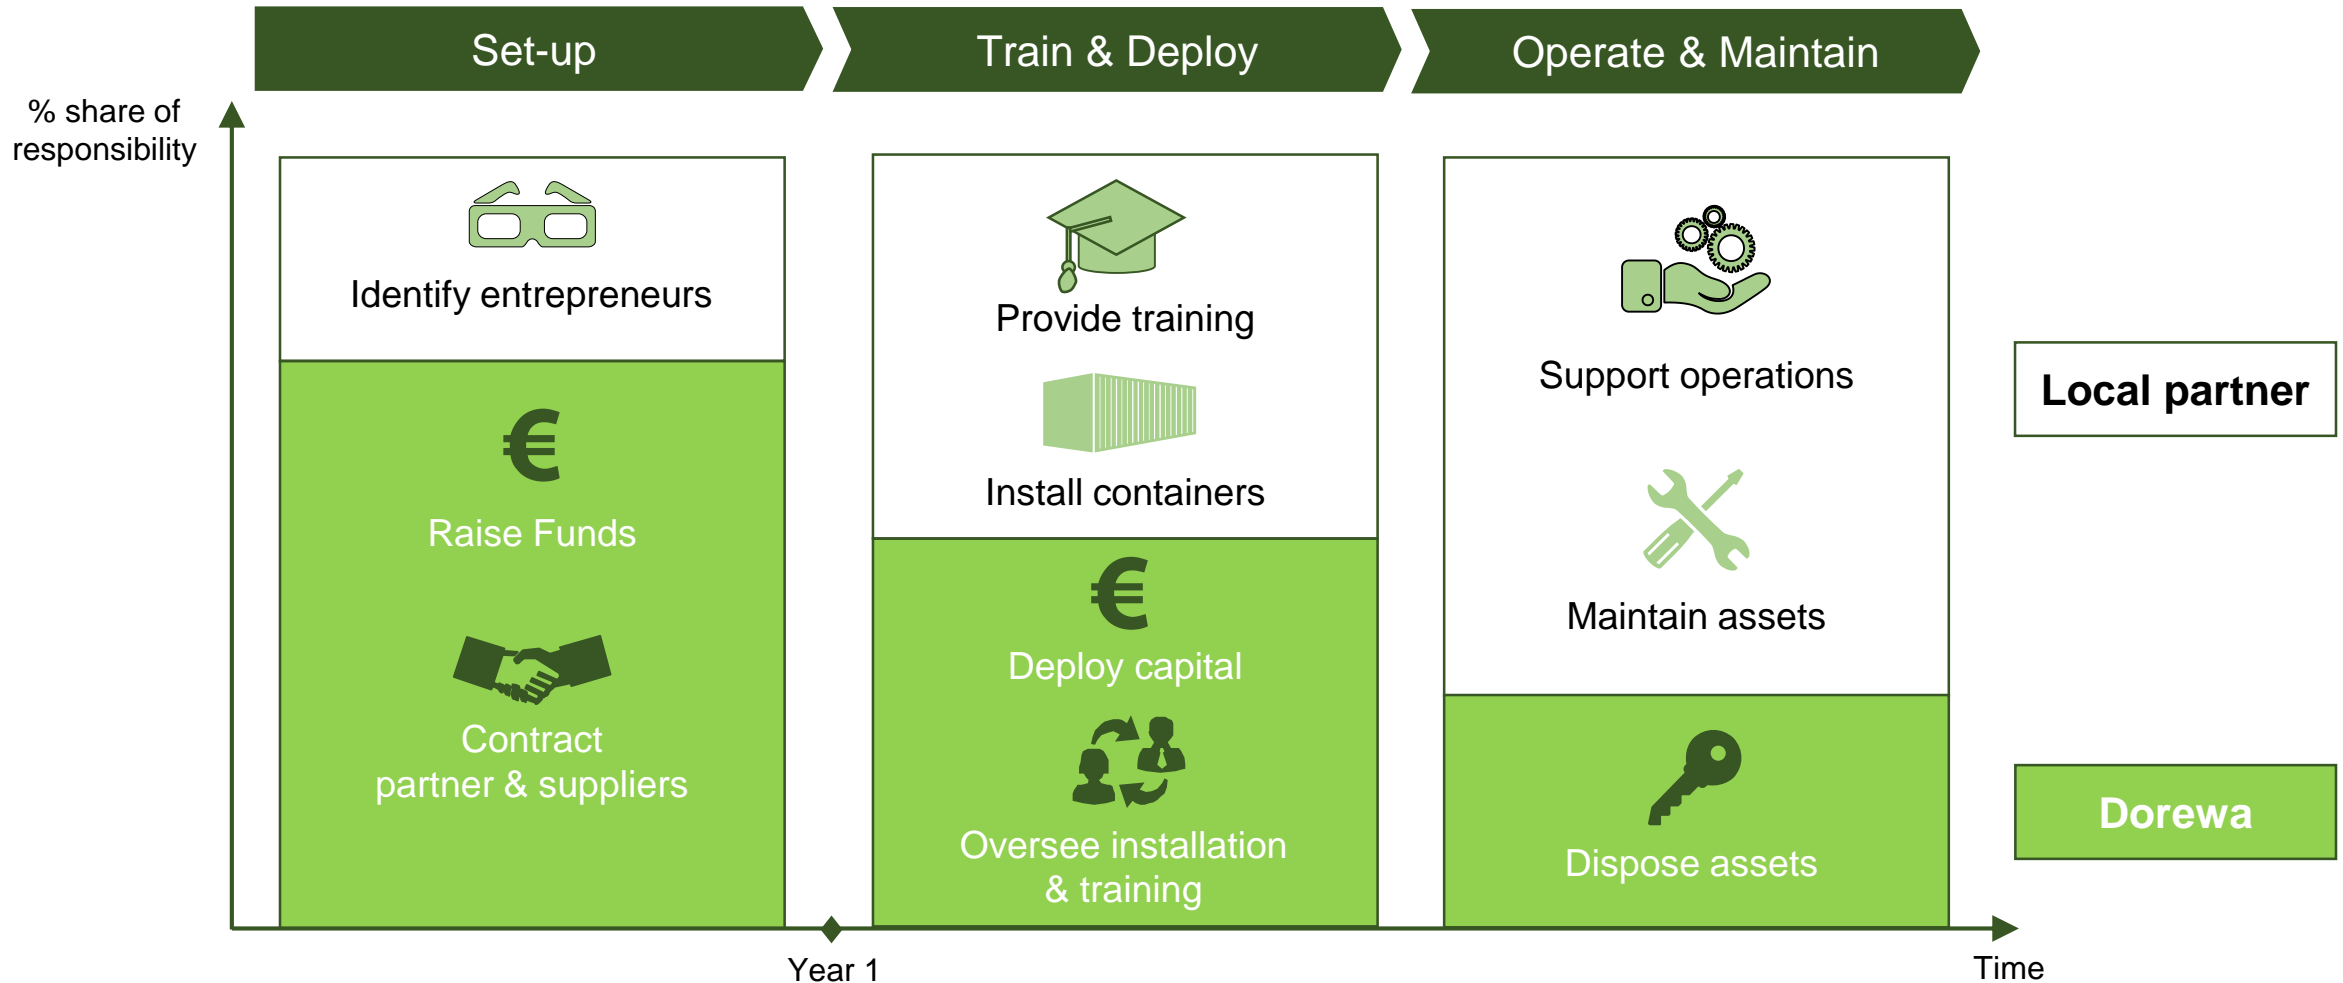 Set-up
Train & Deploy
Operate & Maintain
% share of
responsibility
Identify entrepreneurs
€
Raise Funds
Contract
partner & suppliers
Provide training
Install containers
€
Deploy capital
Oversee installation
& training
Support operations
Maintain assets
Dispose assets
Local partner
Dorewa
Year 1
Time